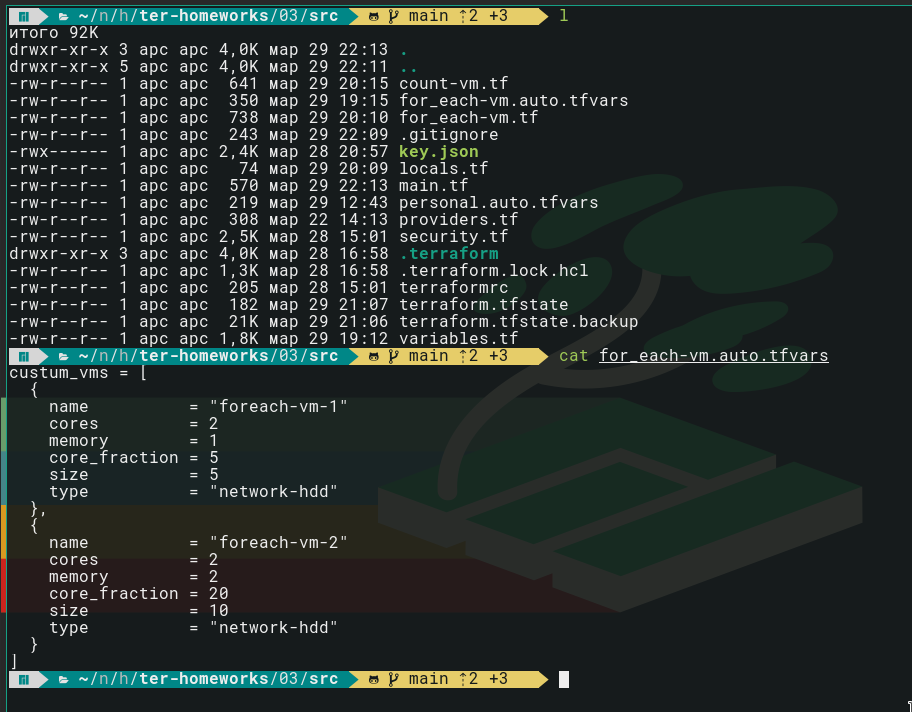 ~/n/h/ter-homeworks/03/src main ⇡2 +3 l
итого 92K
drwxr-xr-x 3 apc apc 4,0K мар 29 22:13 .
drwxr-xr-x 5 apc apc 4,0K мар 29 22:11 ..
-rw-r--r-- 1 apc apc  641 мар 29 20:15 count-vm.tf
-rw-r--r-- 1 apc apc  350 мар 29 19:15 for_each-vm.auto.tfvars
-rw-r--r-- 1 apc apc  738 мар 29 20:10 for_each-vm.tf
-rw-r--r-- 1 apc apc  243 мар 29 22:09 .gitignore
-rwx------ 1 apc apc 2,4K мар 28 20:57 key.json
-rw-r--r-- 1 apc apc   74 мар 29 20:09 locals.tf
-rw-r--r-- 1 apc apc  570 мар 29 22:13 main.tf
-rw-r--r-- 1 apc apc  219 мар 29 12:43 personal.auto.tfvars
-rw-r--r-- 1 apc apc  308 мар 22 14:13 providers.tf
-rw-r--r-- 1 apc apc 2,5K мар 28 15:01 security.tf
drwxr-xr-x 3 apc apc 4,0K мар 28 16:58 .terraform
-rw-r--r-- 1 apc apc 1,3K мар 28 16:58 .terraform.lock.hcl
-rw-r--r-- 1 apc apc  205 мар 28 15:01 terraformrc
-rw-r--r-- 1 apc apc  182 мар 29 21:07 terraform.tfstate
-rw-r--r-- 1 apc apc  21K мар 29 21:06 terraform.tfstate.backup
-rw-r--r-- 1 apc apc 1,8K мар 29 19:12 variables.tf
~/n/h/ter-homeworks/03/src main ⇡2 +3 cat for_each-vm.auto.tfvars
custum_vms = [
  {
    name          = "foreach-vm-1"
    cores         = 2
    memory        = 1
    core_fraction = 5
    size          = 5
    type          = "network-hdd"
  },
  {
    name          = "foreach-vm-2"
    cores         = 2
    memory        = 2
    core_fraction = 20
    size          = 10
    type          = "network-hdd"
  }
]
~/n/h/ter-homeworks/03/src main ⇡2 +3